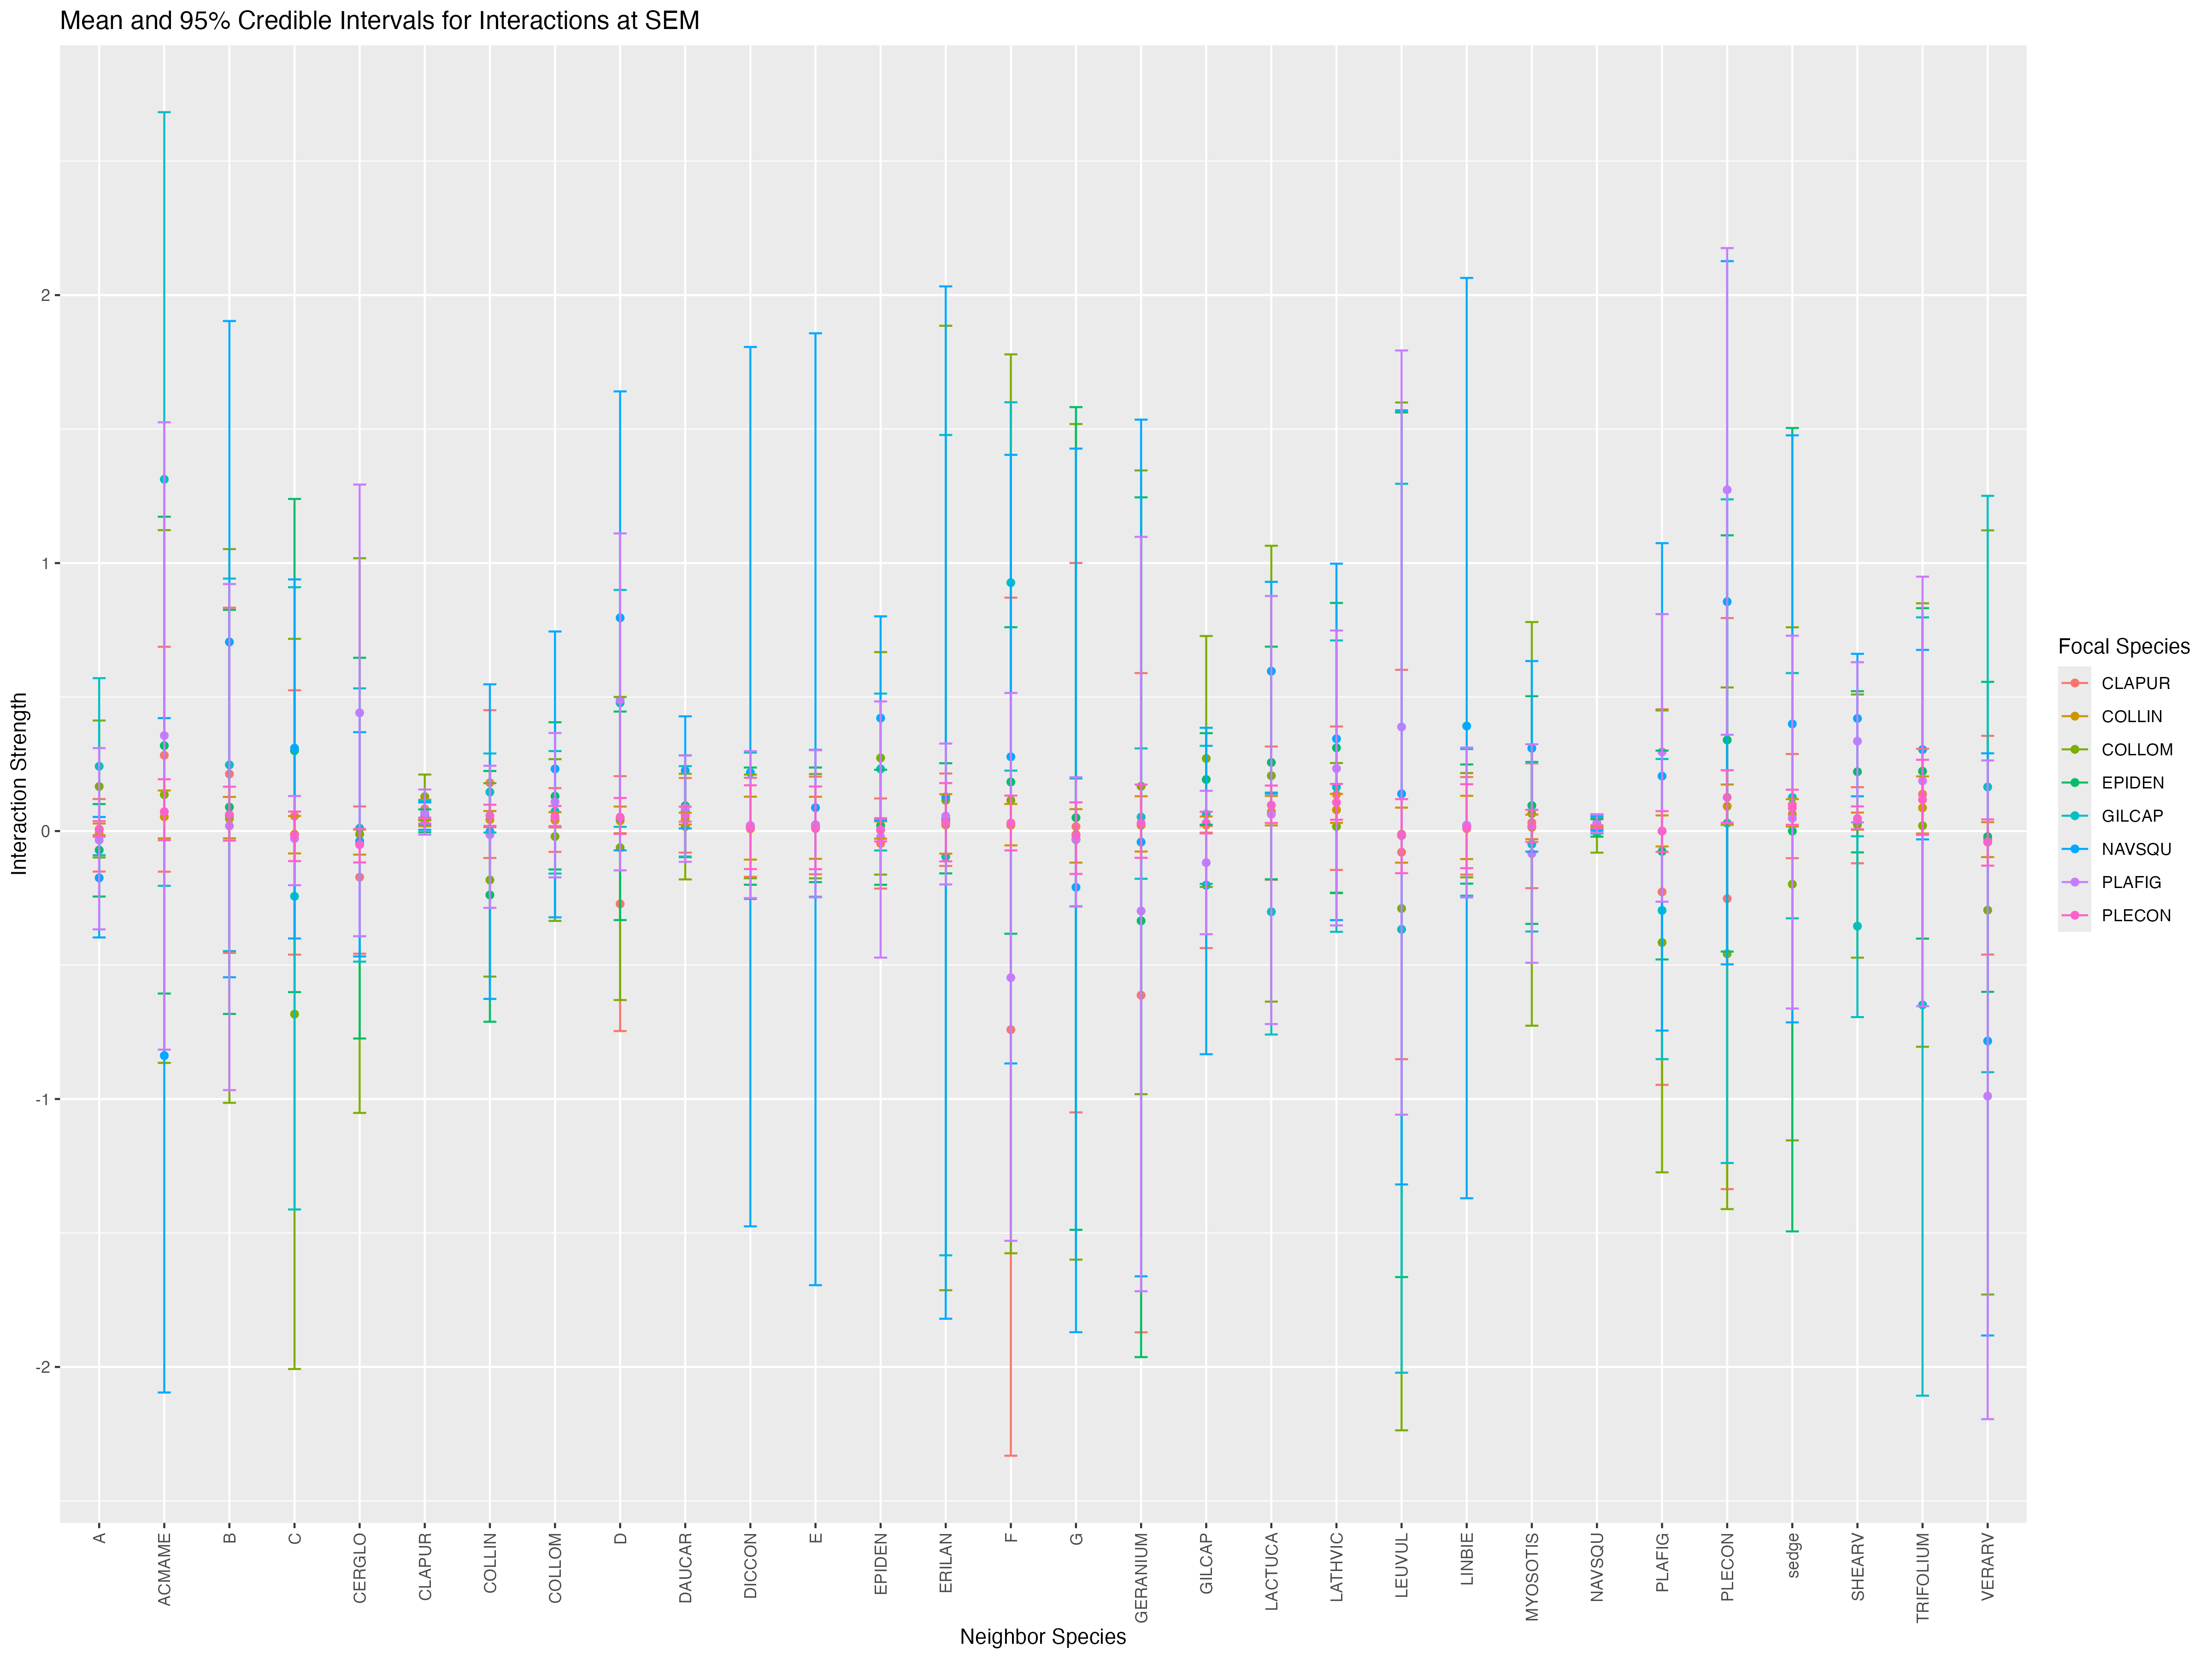 Mean and 95% Credible Intervals for Interactions at SEM
Interaction Strength
2
1
0
-1
-2
A
ACMAME
B
C
CERGLO
CLAPUR
COLLIN
COLLOM
D
DAUCAR
DICCON
E
EPIDEN
ERILAN
F
G
GERANIUM
GILCAP
LACTUCA
LATHVIC
LEUVUL
LINBIE
MYOSOTIS
NAVSQU
PLAFIG
PLECON
sedge
SHEARV
TRIFOLIUM
VERARV
Neighbor Species
Focal Species
CLAPUR
COLLIN
COLLOM
EPIDEN
GILCAP
NAVSQU
PLAFIG
PLECON